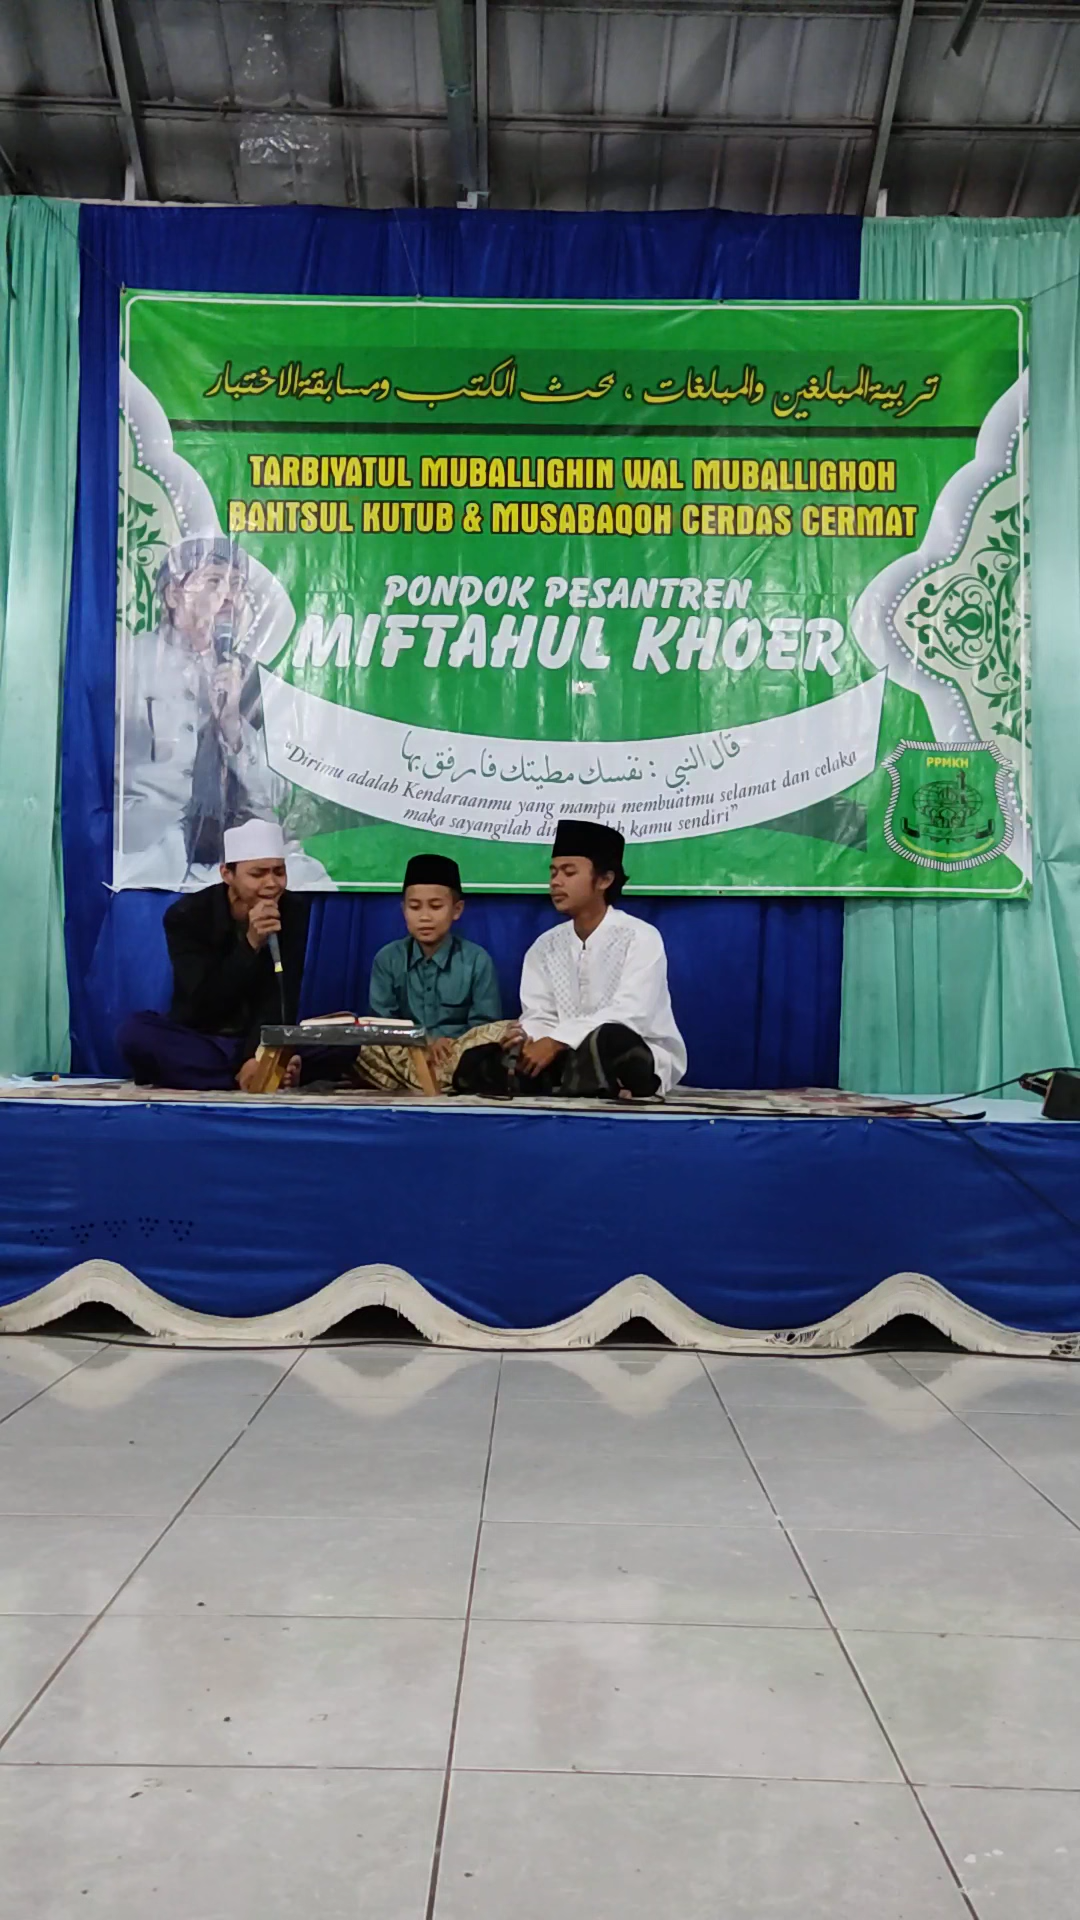 تربية المبلغين والمبلغات ، بحث الكتب ومسابقة الاختبار
TARBIYATUL MUBALLIGHIN WAL MUBALLIGHOH
BAHTSUL KUTUB & MUSABAQOH CERDAS CERMAT
PONDOK PESANTREN
MIFTAHUL KHOER
قال النبي : نفسك مطيتك فارفق بها
"Dirimu adalah Kendaraanmu yang mampu membuatmu selamat dan celaka
maka sayangilah kamu sendiri"
PPMKH